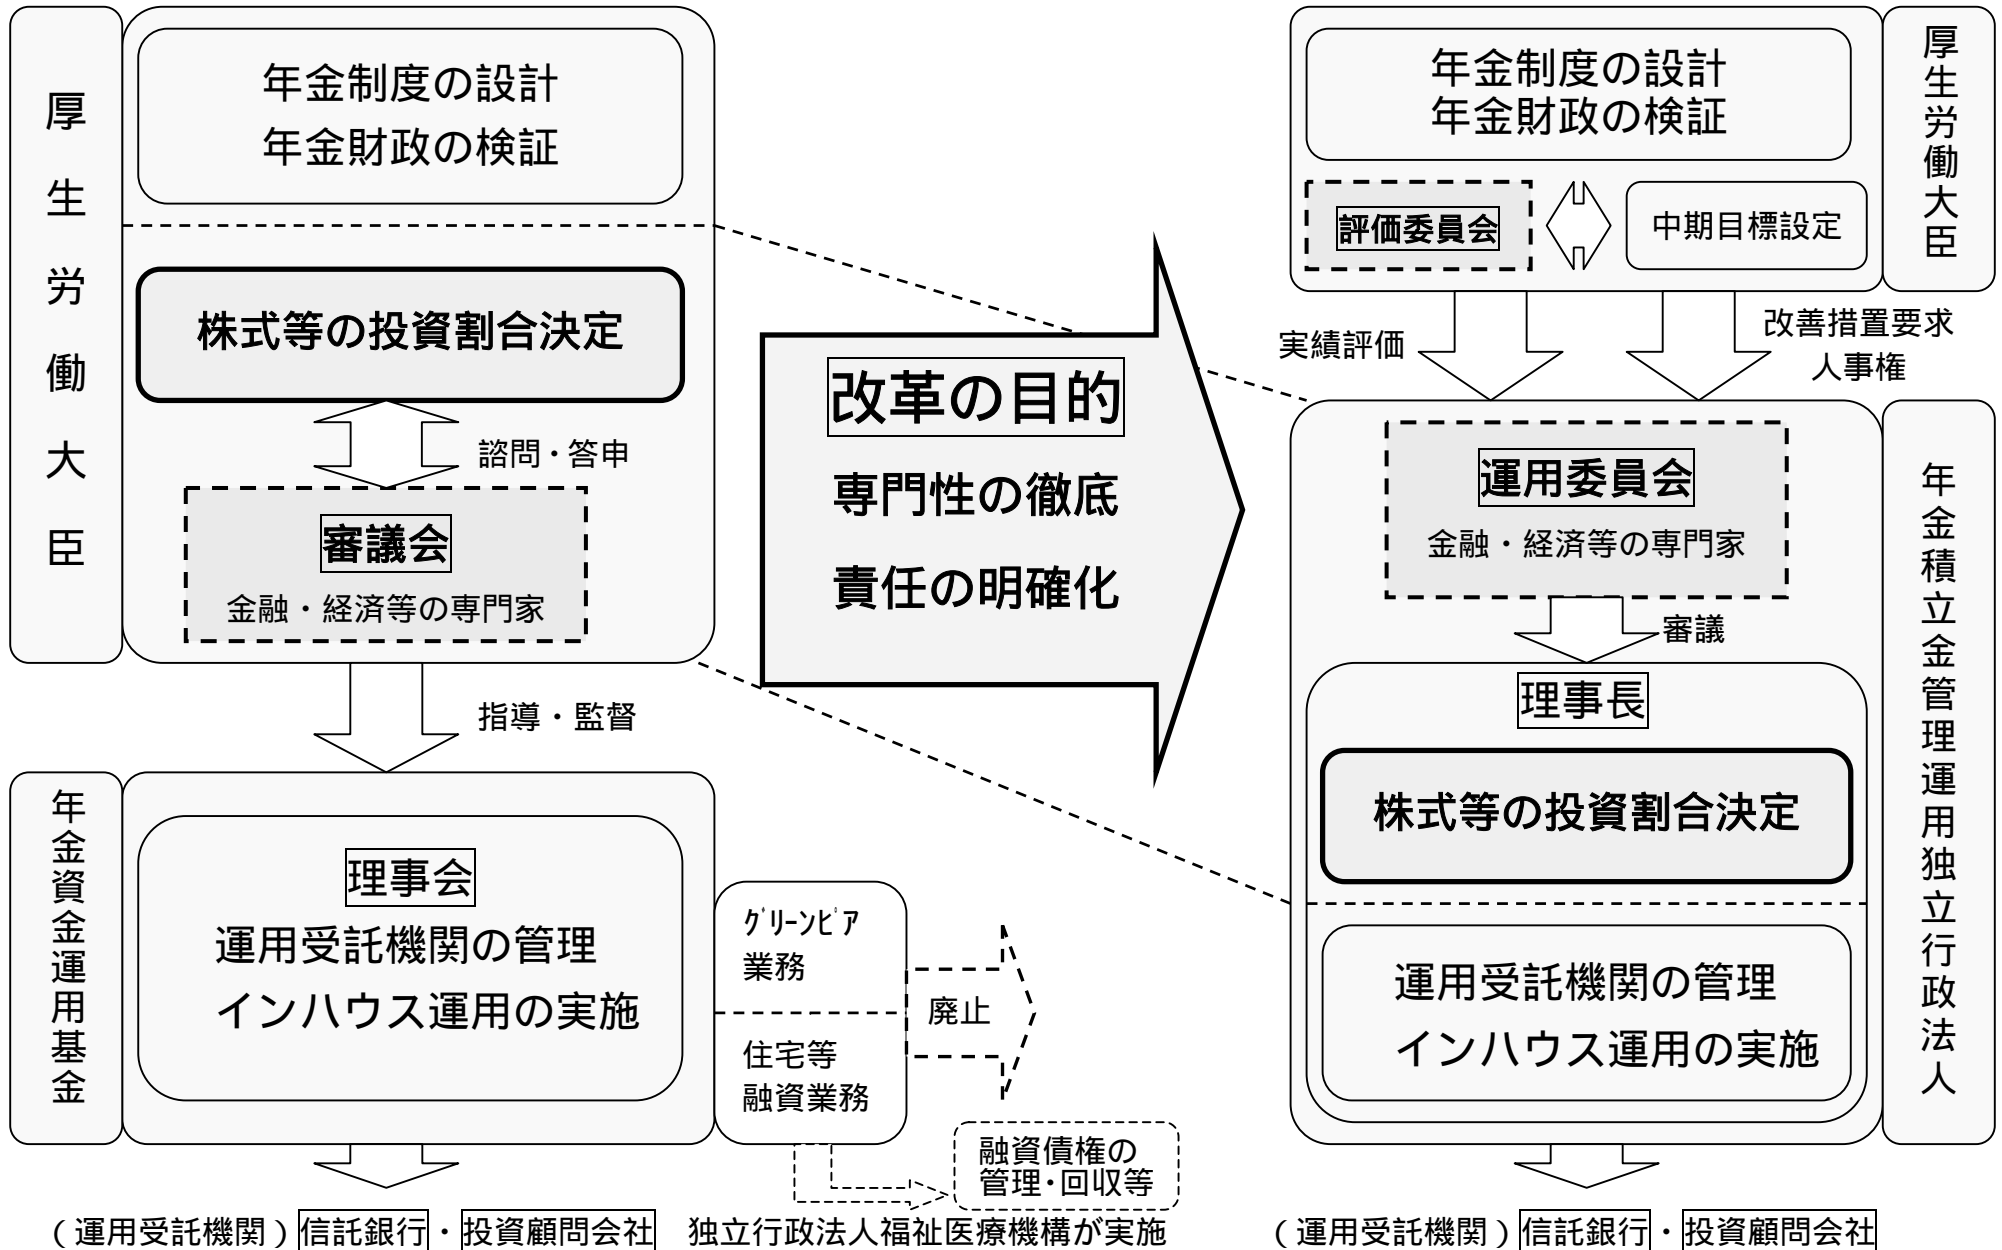 厚生労働大臣
年金制度の設計
年金財政の検証
株式等の投資割合決定
諮問・答申
審議会
金融・経済等の専門家
指導・監督
年金資金運用基金
理事会
運用受託機関の管理
インハウス運用の実施
ｸﾞﾘｰﾝﾋﾟｱ
業務
住宅等
融資業務
廃止
融資債権の
管理・回収等
独立行政法人福祉医療機構が実施
（運用受託機関）信託銀行・投資顧問会社
改革の目的
専門性の徹底
責任の明確化
厚生労働大臣
年金制度の設計
年金財政の検証
評価委員会
中期目標設定
実績評価
改善措置要求
人事権
年金積立金管理運用独立行政法人
運用委員会
金融・経済等の専門家
審議
理事長
株式等の投資割合決定
運用受託機関の管理
インハウス運用の実施
（運用受託機関）信託銀行・投資顧問会社